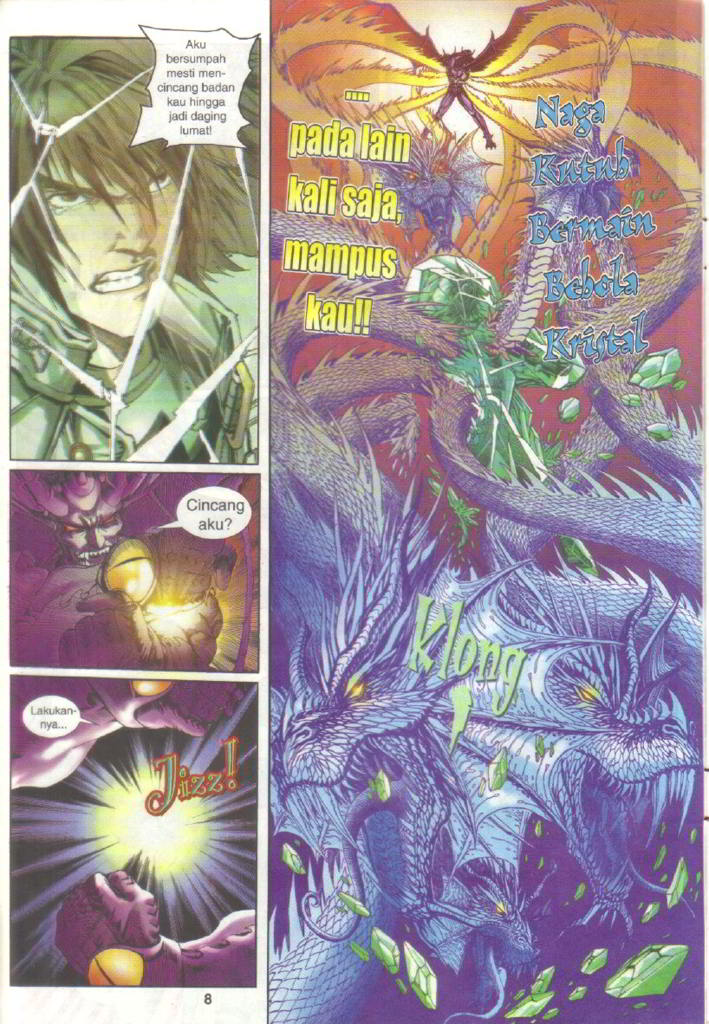 Aku
bersumpah
mesti men-
cincang badan
kau hingga
jadi daging
lumat!
Cincang
aku?
Lakukan-
nya...
Jizz!
....
pada lain
kali saja,
mampus
kau!!
Naga
Kutub
Bermain
Bebola
Kristal
Klong
!
8